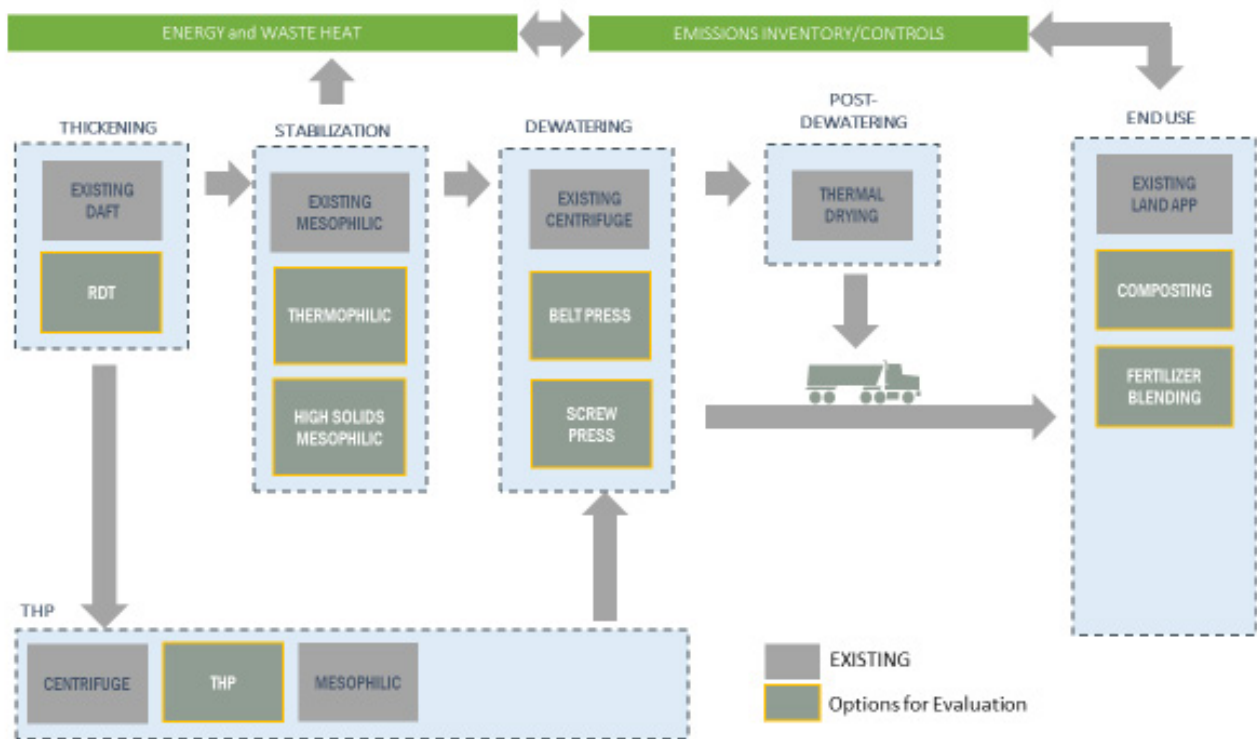 ENERGY and WASTE HEAT
EMISSIONS INVENTORY/CONTROLS
THICKENING
EXISTING
DAFT
RDT
STABILIZATION
EXISTING
MESOPHILIC
THERMOPHILIC
HIGH SOLIDS
MESOPHILIC
DEWATERING
EXISTING
CENTRIFUGE
BELT PRESS
SCREW
PRESS
POST-
DEWATERING
THERMAL
DRYING
END USE
EXISTING
LAND APP
COMPOSTING
FERTILIZER
BLENDING
THP
CENTRIFUGE
THP
MESOPHILIC
EXISTING
Options for Evaluation